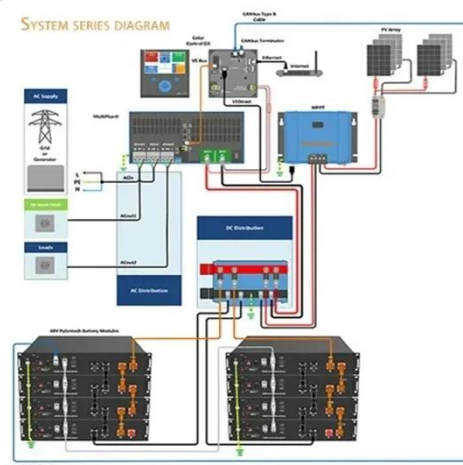 SYSTEM SERIES DIAGRAM
CANbus Type B
Cable
Color
Control GX
CANbus Terminator
PV Array
VE Bus
Ethernet
Internet
AC Supply
VEDirect
MPPT
MultiPlus-II
Grid
or
Generator
L
PE
N
ACin
ACout1
Loads
ACout2
DC Distribution
AC Distribution
48V Pylontech Battery Modules